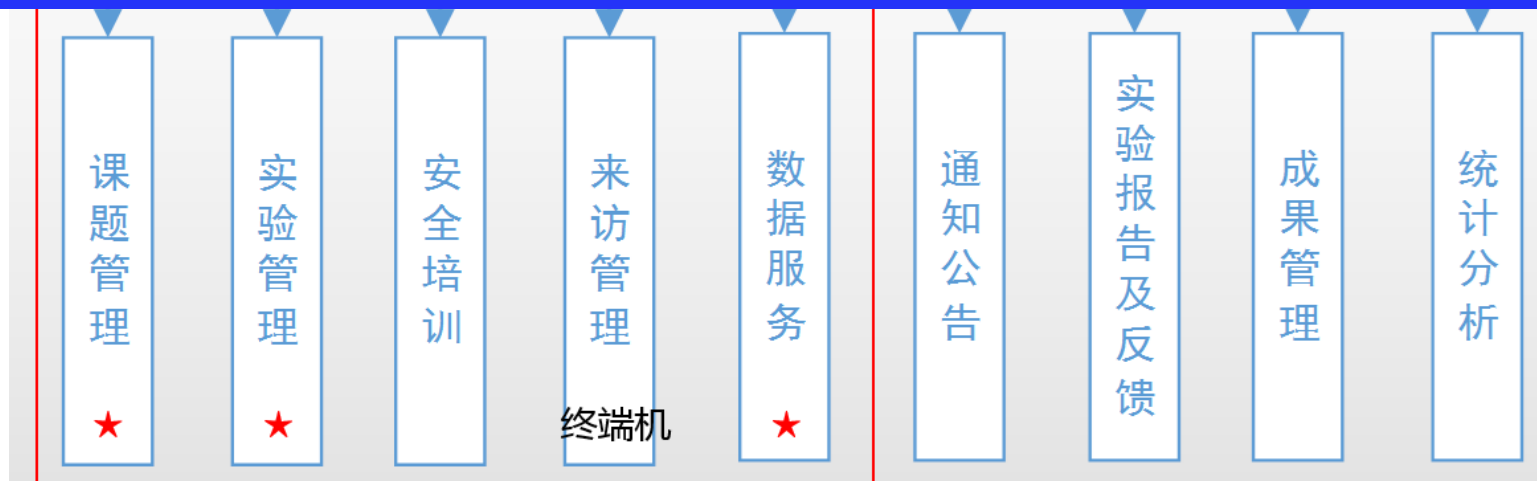 课题管理
实验管理
安全培训
来访管理
终端机
数据服务
通知公告
实验报告及反馈
成果管理
统计分析